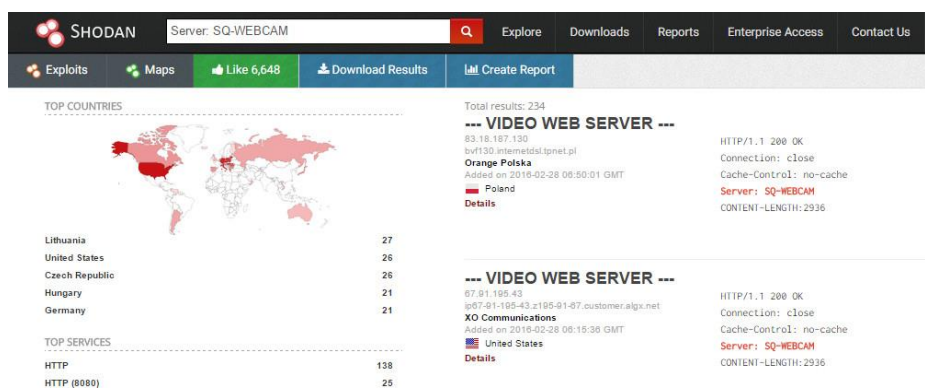 SHODAN
Server: SQ-WEBCAM
Explore
Downloads
Reports
Enterprise Access
Contact Us
Exploits
Maps
Like 6,648
Download Results
Create Report
TOP COUNTRIES
Lithuania 27
United States 26
Czech Republic 26
Hungary 21
Germany 21
TOP SERVICES
HTTP 138
HTTP (8080) 25
Total results: 234
--- VIDEO WEB SERVER ---
83.18.187.130
bvf130.internetdsl.tpnet.pl
Orange Polska
Added on 2016-02-28 06:50:01 GMT
Poland
Details
HTTP/1.1 200 OK
Connection: close
Cache-Control: no-cache
Server: SQ-WEBCAM
CONTENT-LENGTH:2936
--- VIDEO WEB SERVER ---
67.91.195.43
ip67-91-195-43.z195-91-67.customer.algx.net
XO Communications
Added on 2016-02-28 06:15:36 GMT
United States
Details
HTTP/1.1 200 OK
Connection: close
Cache-Control: no-cache
Server: SQ-WEBCAM
CONTENT-LENGTH:2936